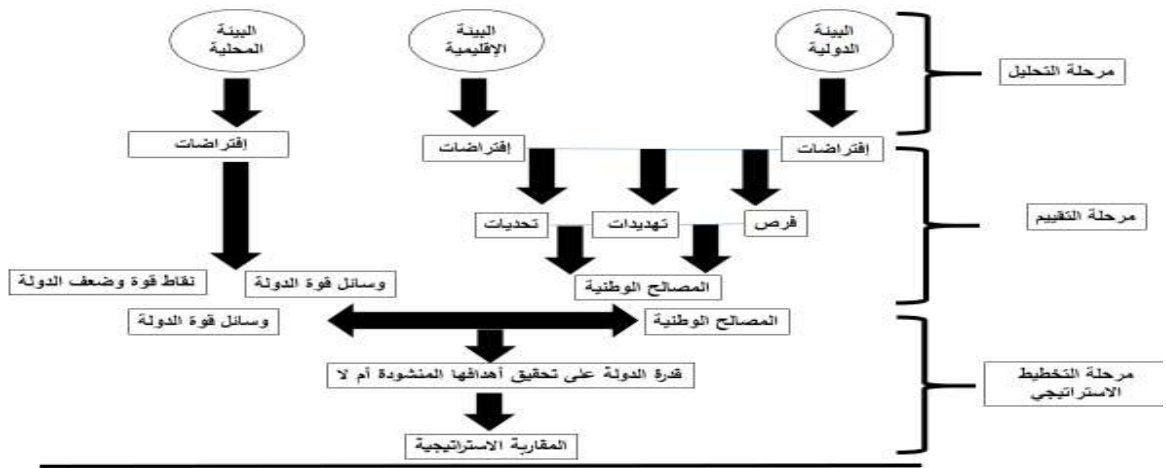 البيئة
الدولية
البيئة
الإقليمية
البيئة
المحلية
مرحلة التحليل
إفتراضات
إفتراضات
إفتراضات
مرحلة التقييم
فرص
تهديدات
تحديات
المصالح الوطنية
وسائل قوة الدولة
نقاط قوة وضعف الدولة
المصالح الوطنية
وسائل قوة الدولة
قدرة الدولة على تحقيق أهدافها المنشودة أم لا
مرحلة التخطيط
الاستراتيجي
المقاربة الاستراتيجية